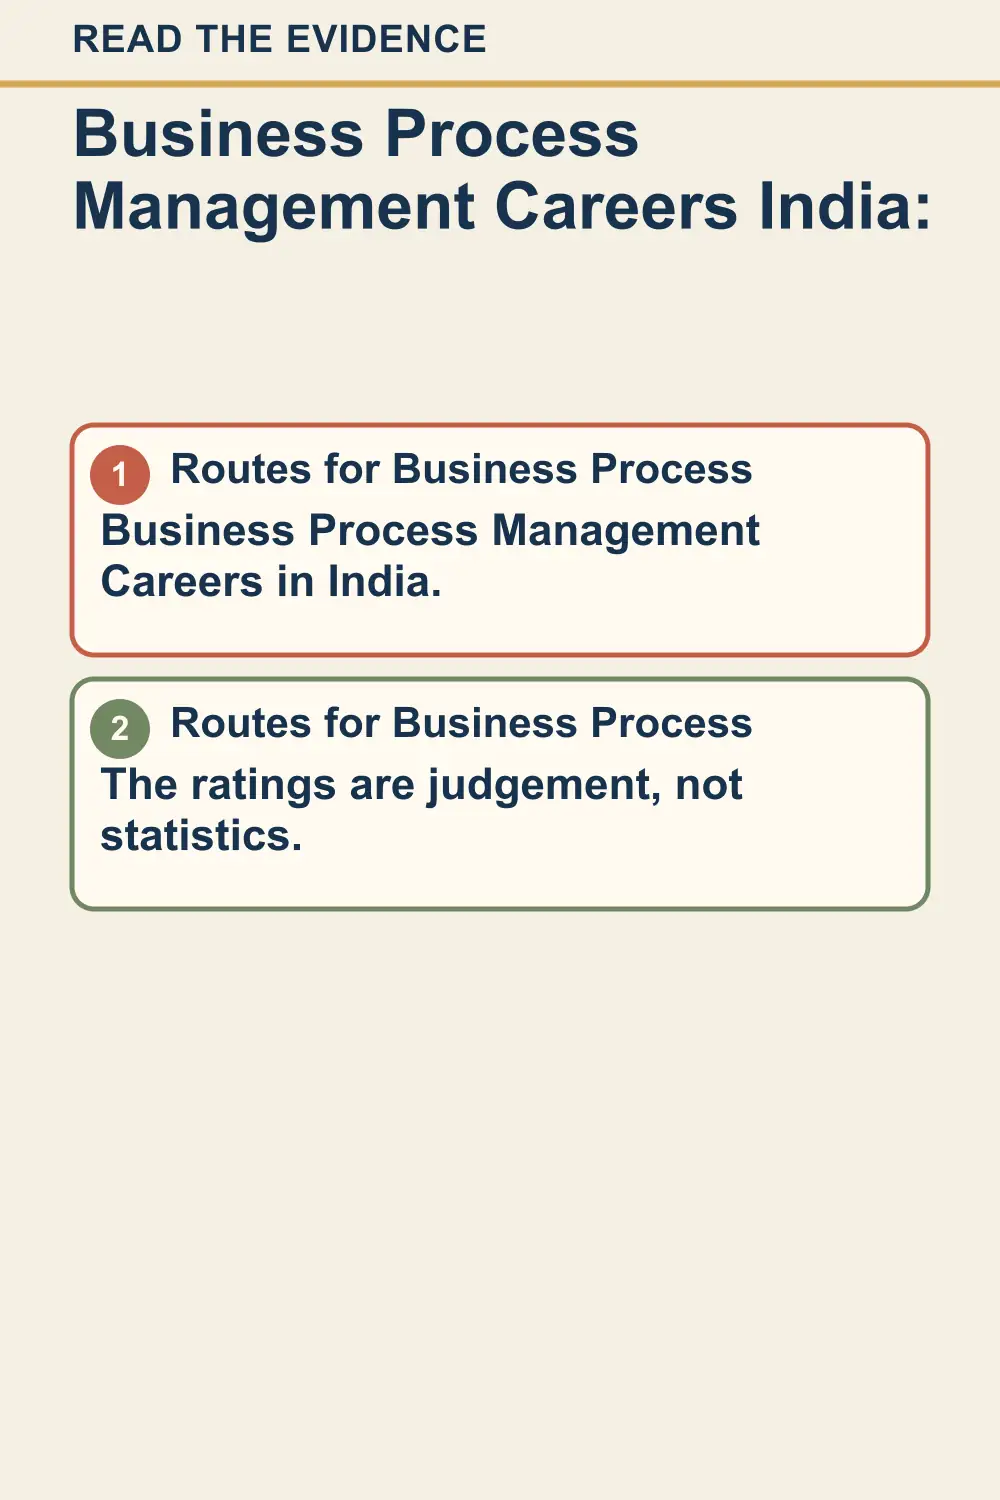 READ THE EVIDENCE
Business Process
Management Careers India:
1 Routes for Business Process
Business Process Management
Careers in India.
2 Routes for Business Process
The ratings are judgement, not
statistics.